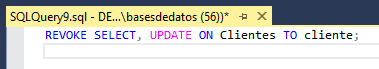 SQLQuery9.sql - DE...\basesdedatos (56))*
REVOKE SELECT, UPDATE ON Clientes TO cliente;